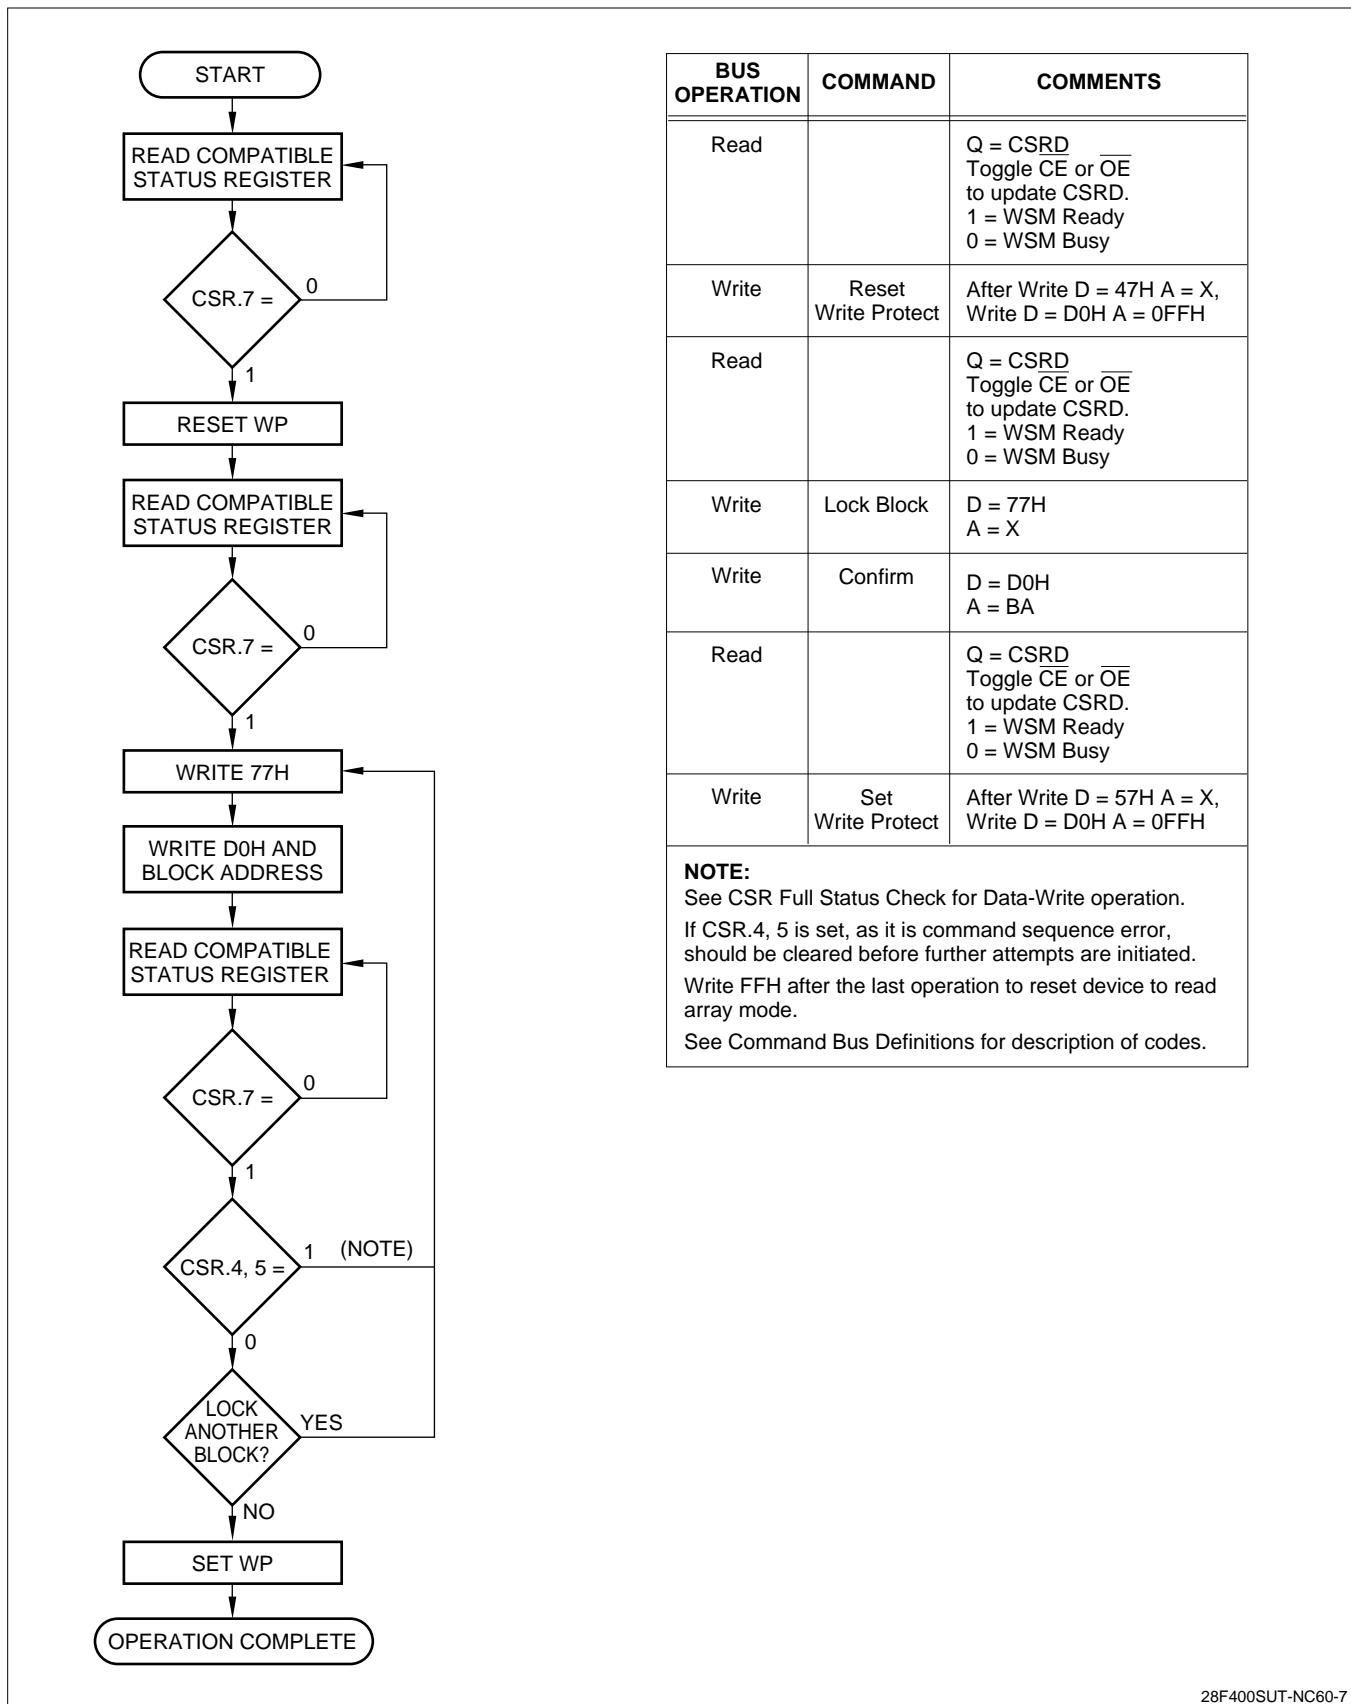 START
READ COMPATIBLE
STATUS REGISTER
CSR.7 =
0
1
RESET WP
READ COMPATIBLE
STATUS REGISTER
CSR.7 =
0
1
WRITE 77H
WRITE D0H AND
BLOCK ADDRESS
READ COMPATIBLE
STATUS REGISTER
CSR.7 =
0
1
CSR.4, 5 =
1 (NOTE)
0
LOCK
ANOTHER
BLOCK?
YES
NO
SET WP
OPERATION COMPLETE
BUS
OPERATION
COMMAND
COMMENTS
Read
Q = CSRD
Toggle C̅E̅ or O̅E̅
to update CSRD.
1 = WSM Ready
0 = WSM Busy
Write
Reset
Write Protect
After Write D = 47H A = X,
Write D = D0H A = 0FFH
Read
Q = CSRD
Toggle C̅E̅ or O̅E̅
to update CSRD.
1 = WSM Ready
0 = WSM Busy
Write
Lock Block
D = 77H
A = X
Write
Confirm
D = D0H
A = BA
Read
Q = CSRD
Toggle C̅E̅ or O̅E̅
to update CSRD.
1 = WSM Ready
0 = WSM Busy
Write
Set
Write Protect
After Write D = 57H A = X,
Write D = D0H A = 0FFH
NOTE:
See CSR Full Status Check for Data-Write operation.
If CSR.4, 5 is set, as it is command sequence error,
should be cleared before further attempts are initiated.
Write FFH after the last operation to reset device to read
array mode.
See Command Bus Definitions for description of codes.
28F400SUT-NC60-7